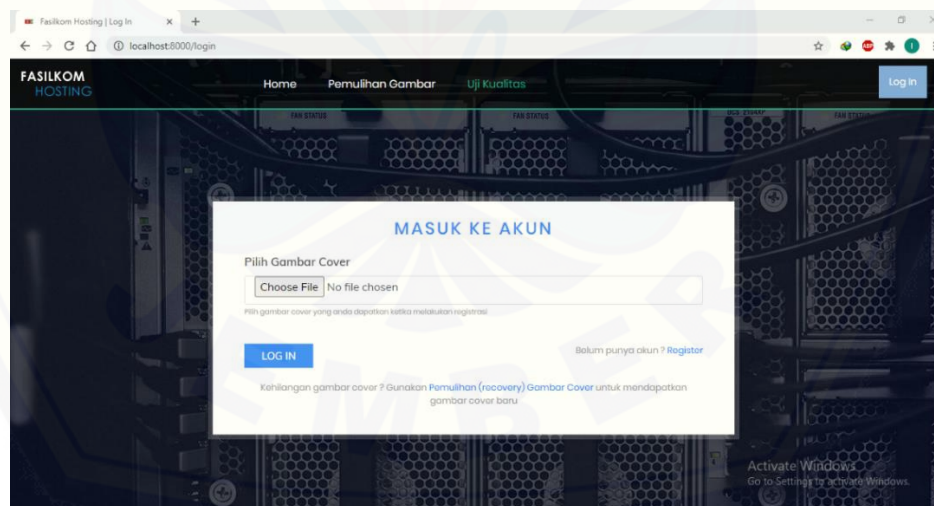 Fasilkom Hosting | Log In
localhost:8000/login
ABP
I
FASILKOM
HOSTING
Home Pemulihan Gambar Uji Kualitas
Log In
FAN STATUS FAN STATUS
MASUK KE AKUN
Pilih Gambar Cover
Choose File No file chosen
Pilih gambar cover yang anda dapatkan ketika melakukan registrasi
LOG IN
Belum punya akun ? Register
Kehilangan gambar cover ? Gunakan Pemulihan (recovery) Gambar Cover untuk mendapatkan
gambar cover baru
Activate Windows
Go to Settings to activate Windows.